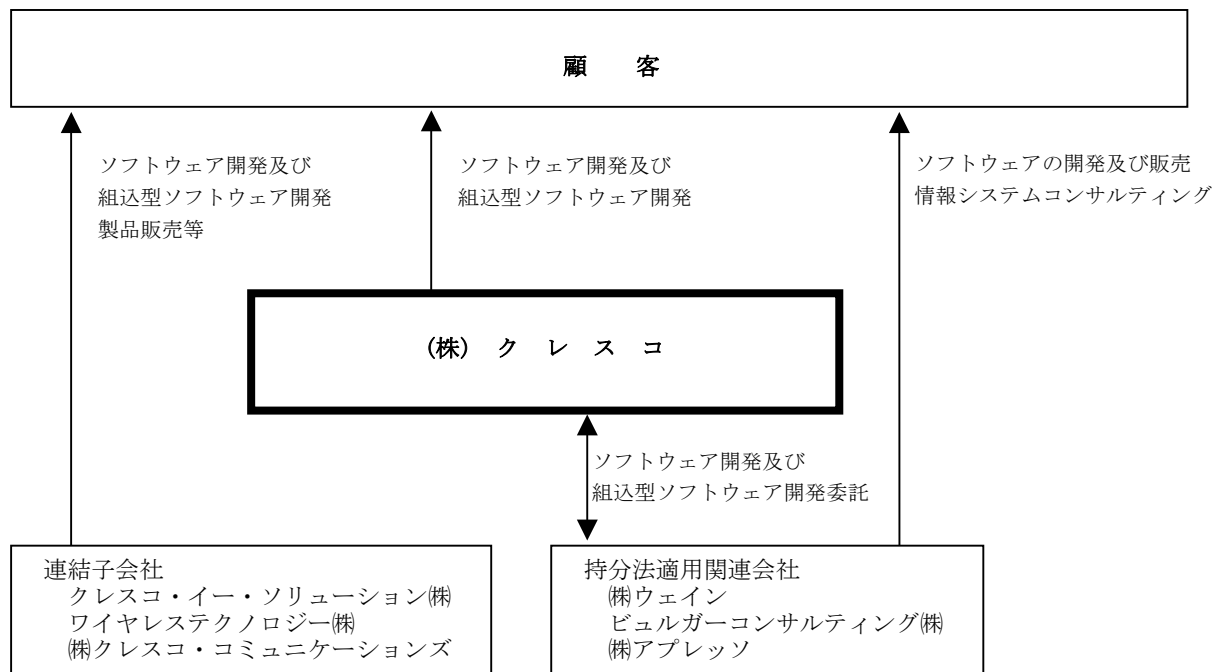 顧　客
ソフトウェア開発及び
組込型ソフトウェア開発
製品販売等
ソフトウェア開発及び
組込型ソフトウェア開発
ソフトウェアの開発及び販売
情報システムコンサルティング
(株) ク レ ス コ
ソフトウェア開発及び
組込型ソフトウェア開発委託
連結子会社
クレスコ・イー・ソリューション㈱
ワイヤレステクノロジー㈱
㈱クレスコ・コミュニケーションズ
持分法適用関連会社
㈱ウェイン
ビュルガーコンサルティング㈱
㈱アプレッソ